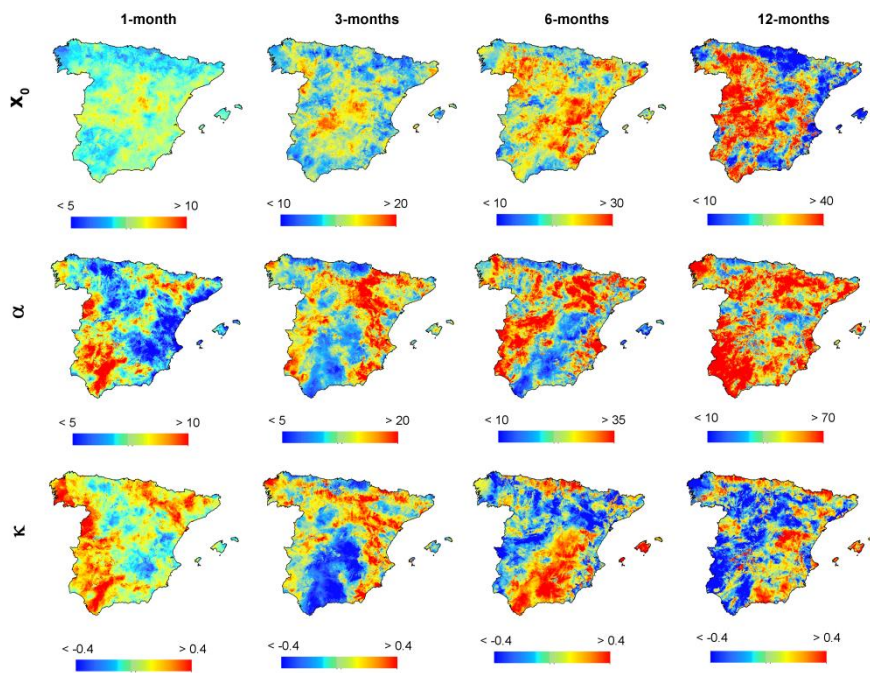 1-month 3-months 6-months 12-months
x₀
< 5 > 10 < 10 > 20 < 10 > 30 < 10 > 40
α
< 5 > 10 < 5 > 20 < 10 > 35 < 10 > 70
κ
< -0.4 > 0.4 < -0.4 > 0.4 < -0.4 > 0.4 < -0.4 > 0.4